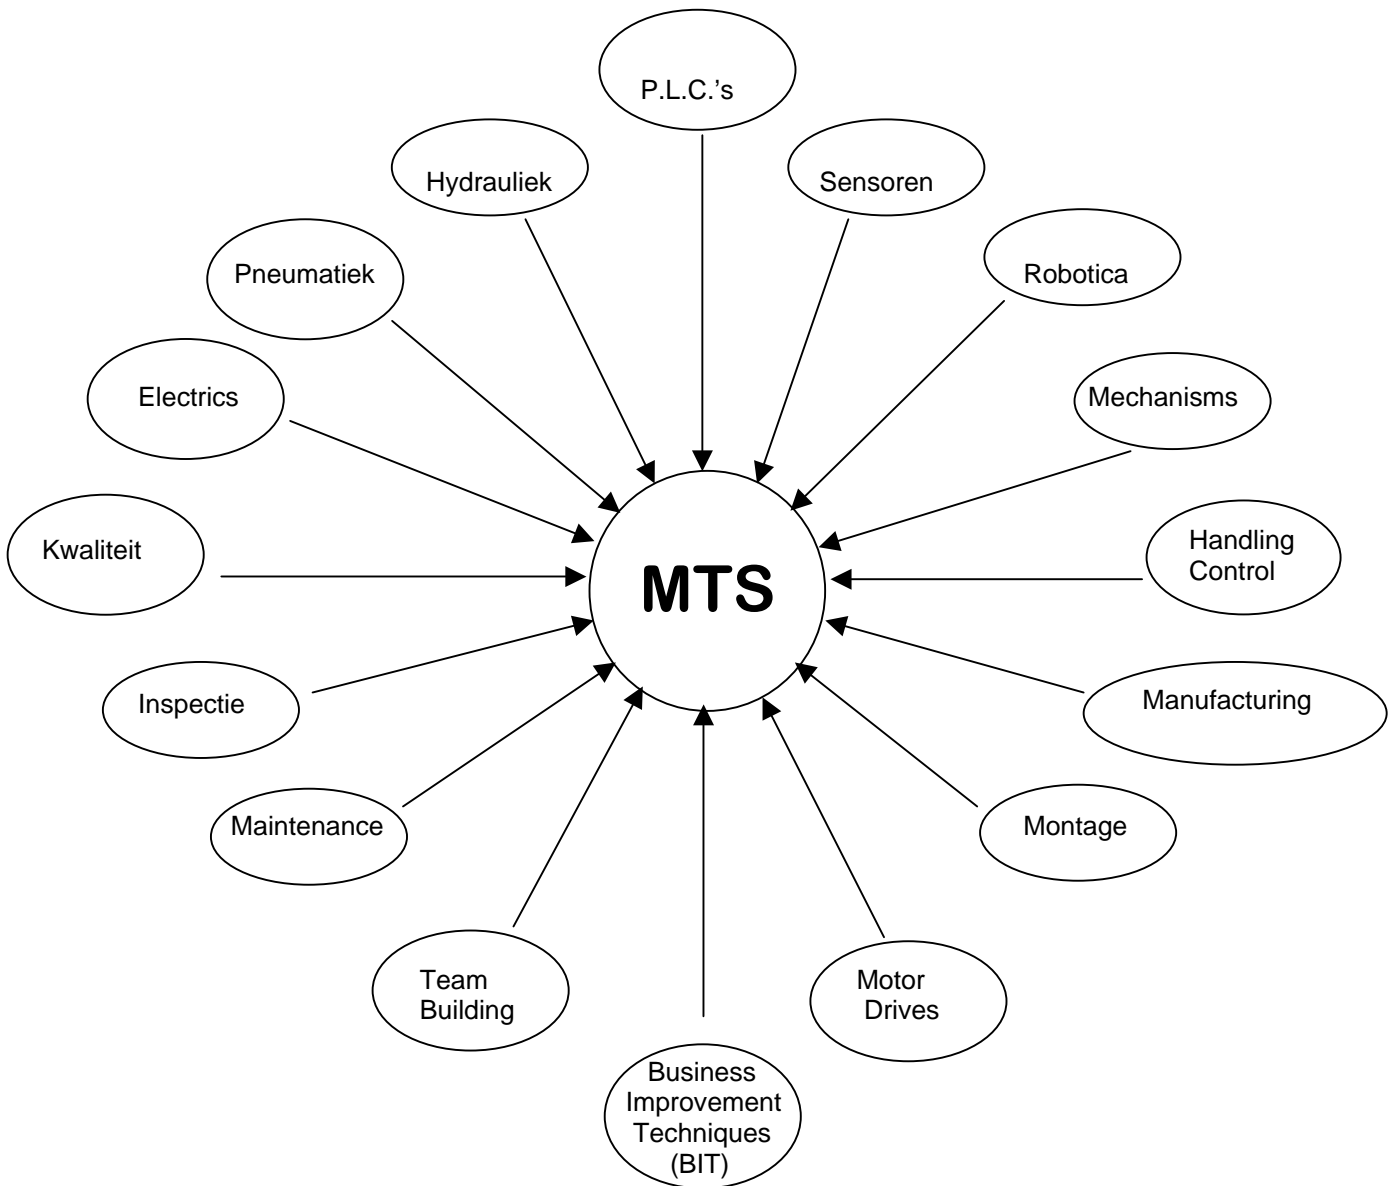 P.L.C.'s
Hydrauliek
Sensoren
Pneumatiek
Robotica
Electrics
Mechanisms
Kwaliteit
Handling
Control
MTS
Inspectie
Manufacturing
Maintenance
Montage
Team
Building
Motor
Drives
Business
Improvement
Techniques
(BIT)